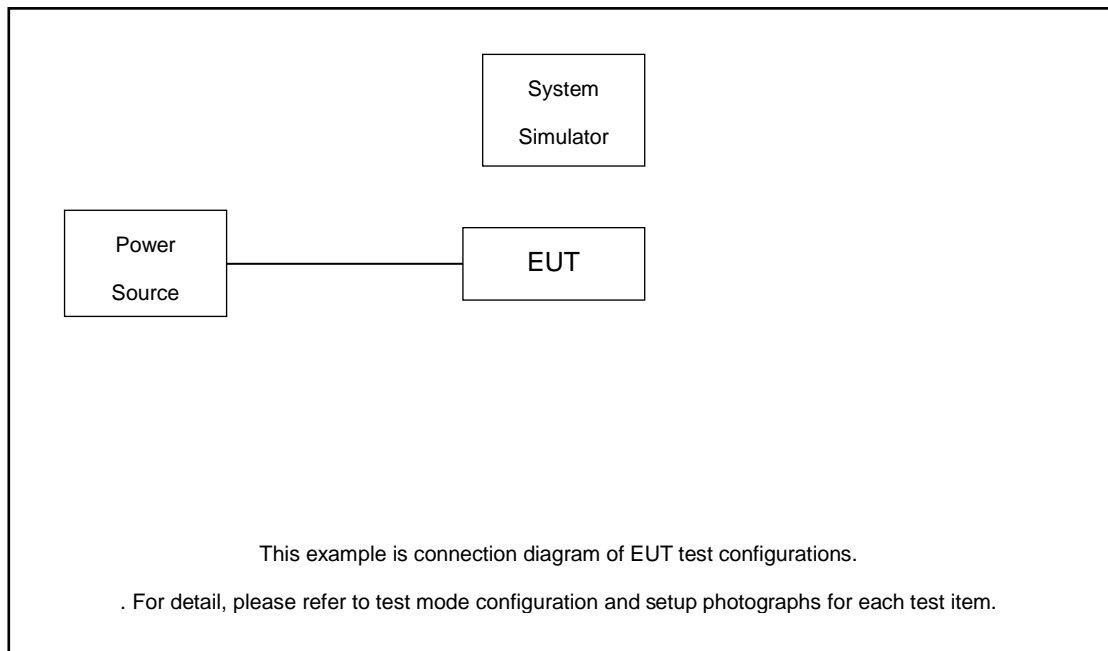 System
Simulator
Power
Source
EUT
This example is connection diagram of EUT test configurations.
. For detail, please refer to test mode configuration and setup photographs for each test item.